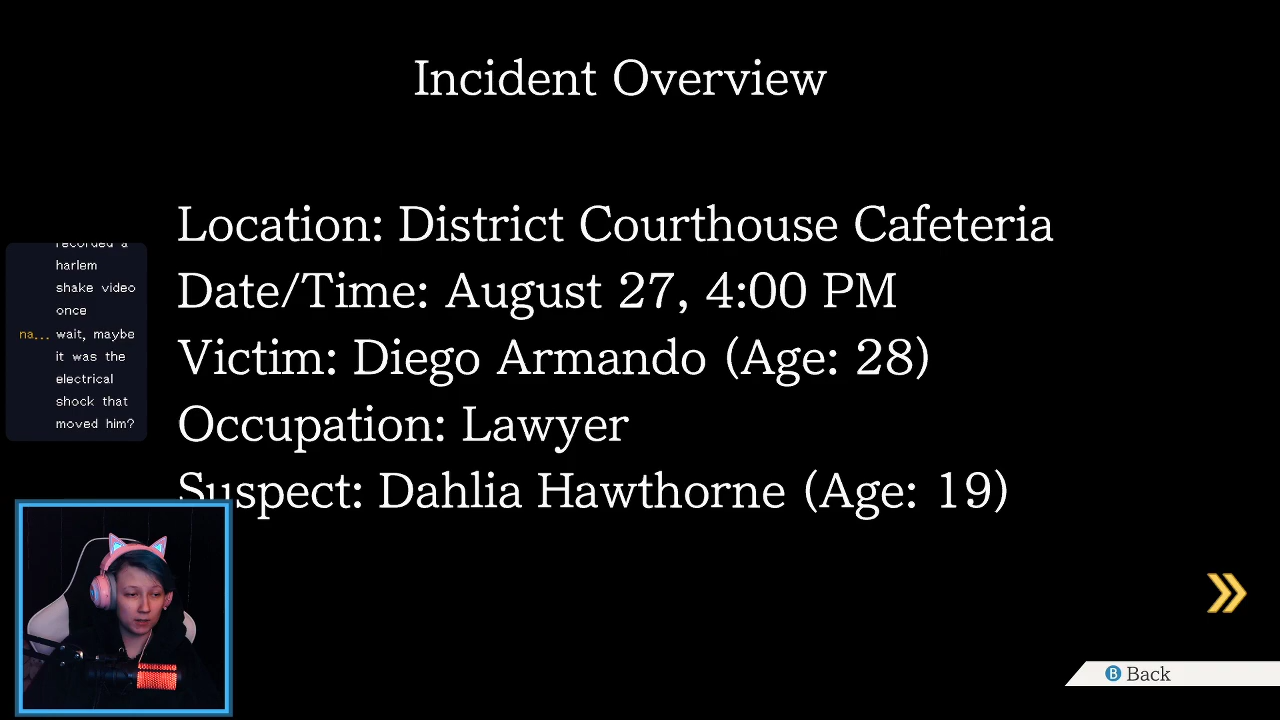 Incident Overview
Location: District Courthouse Cafeteria
Date/Time: August 27, 4:00 PM
Victim: Diego Armando (Age: 28)
Occupation: Lawyer
Suspect: Dahlia Hawthorne (Age: 19)
recorded a
harlem
shake video
once
na... wait, maybe
it was the
electrical
shock that
moved him?
B Back